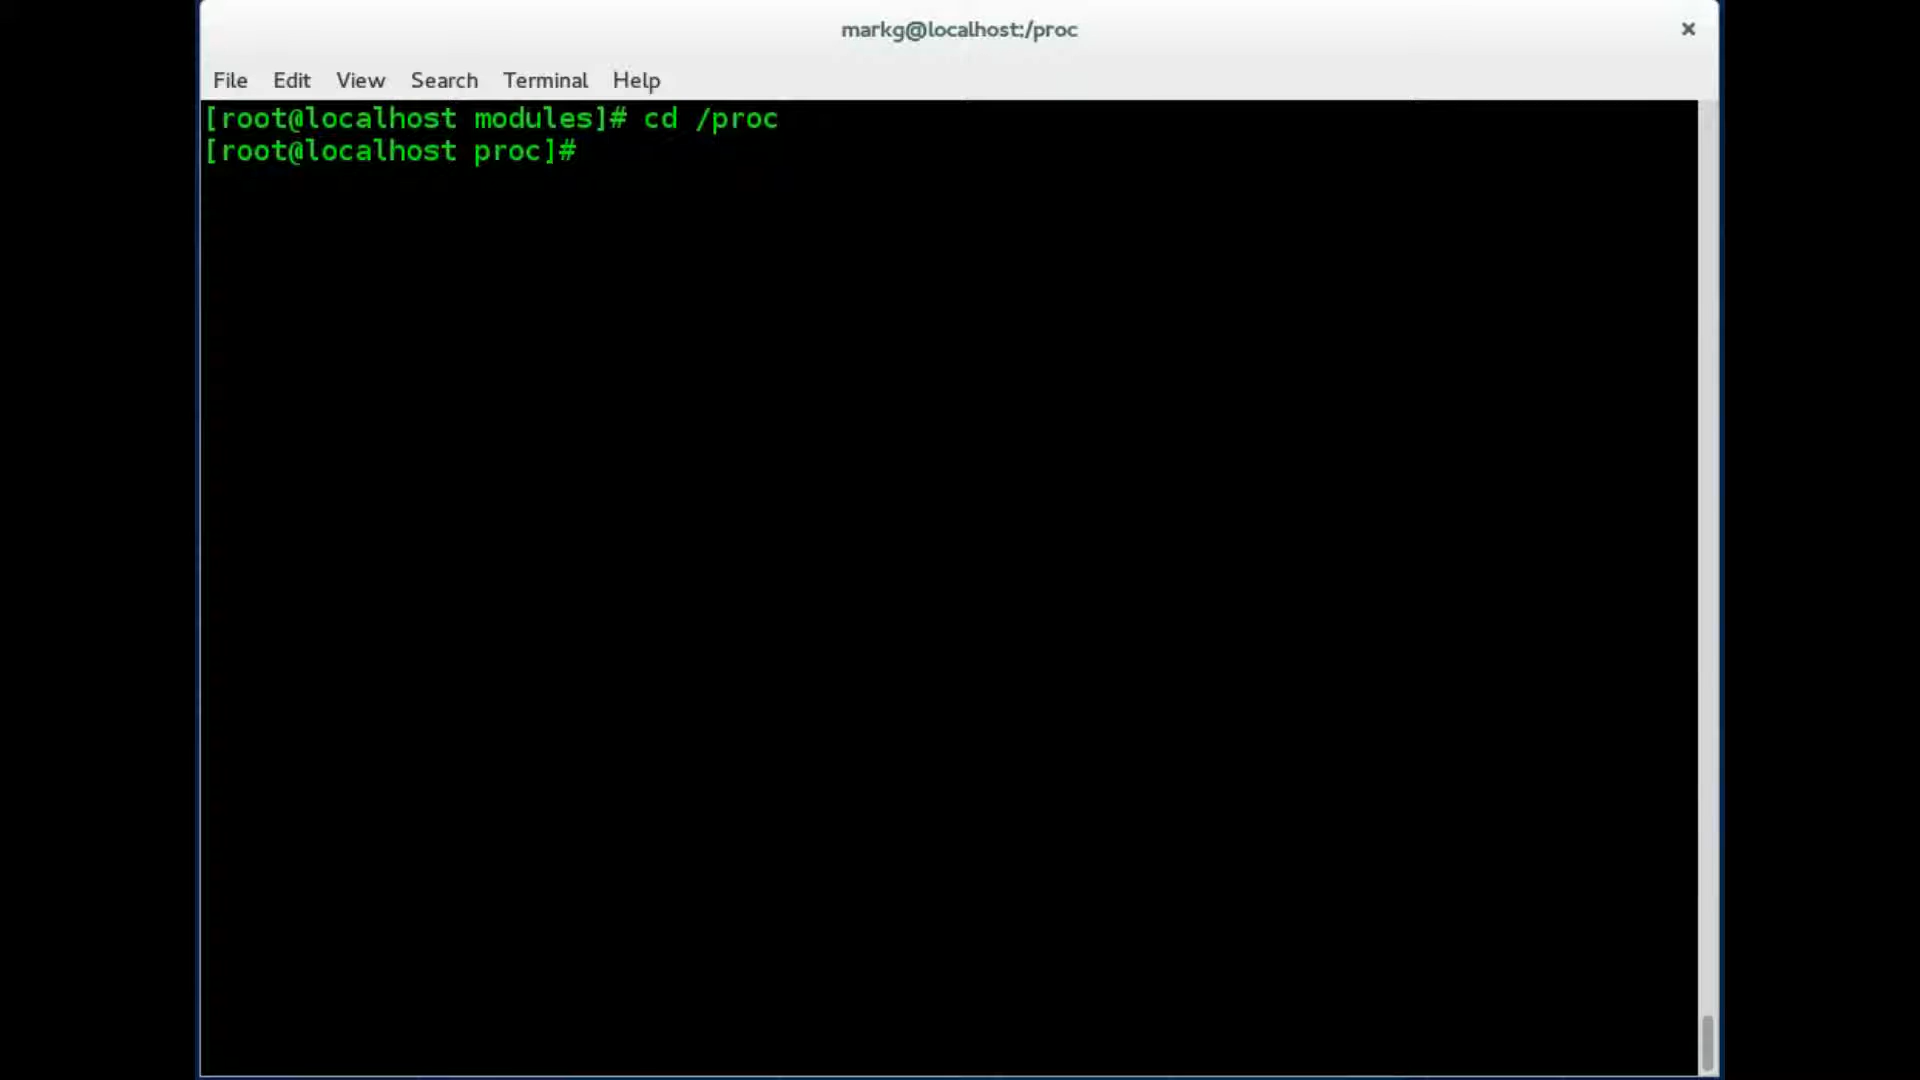 markg@localhost:/proc
File Edit View Search Terminal Help
[root@localhost modules]# cd /proc
[root@localhost proc]#